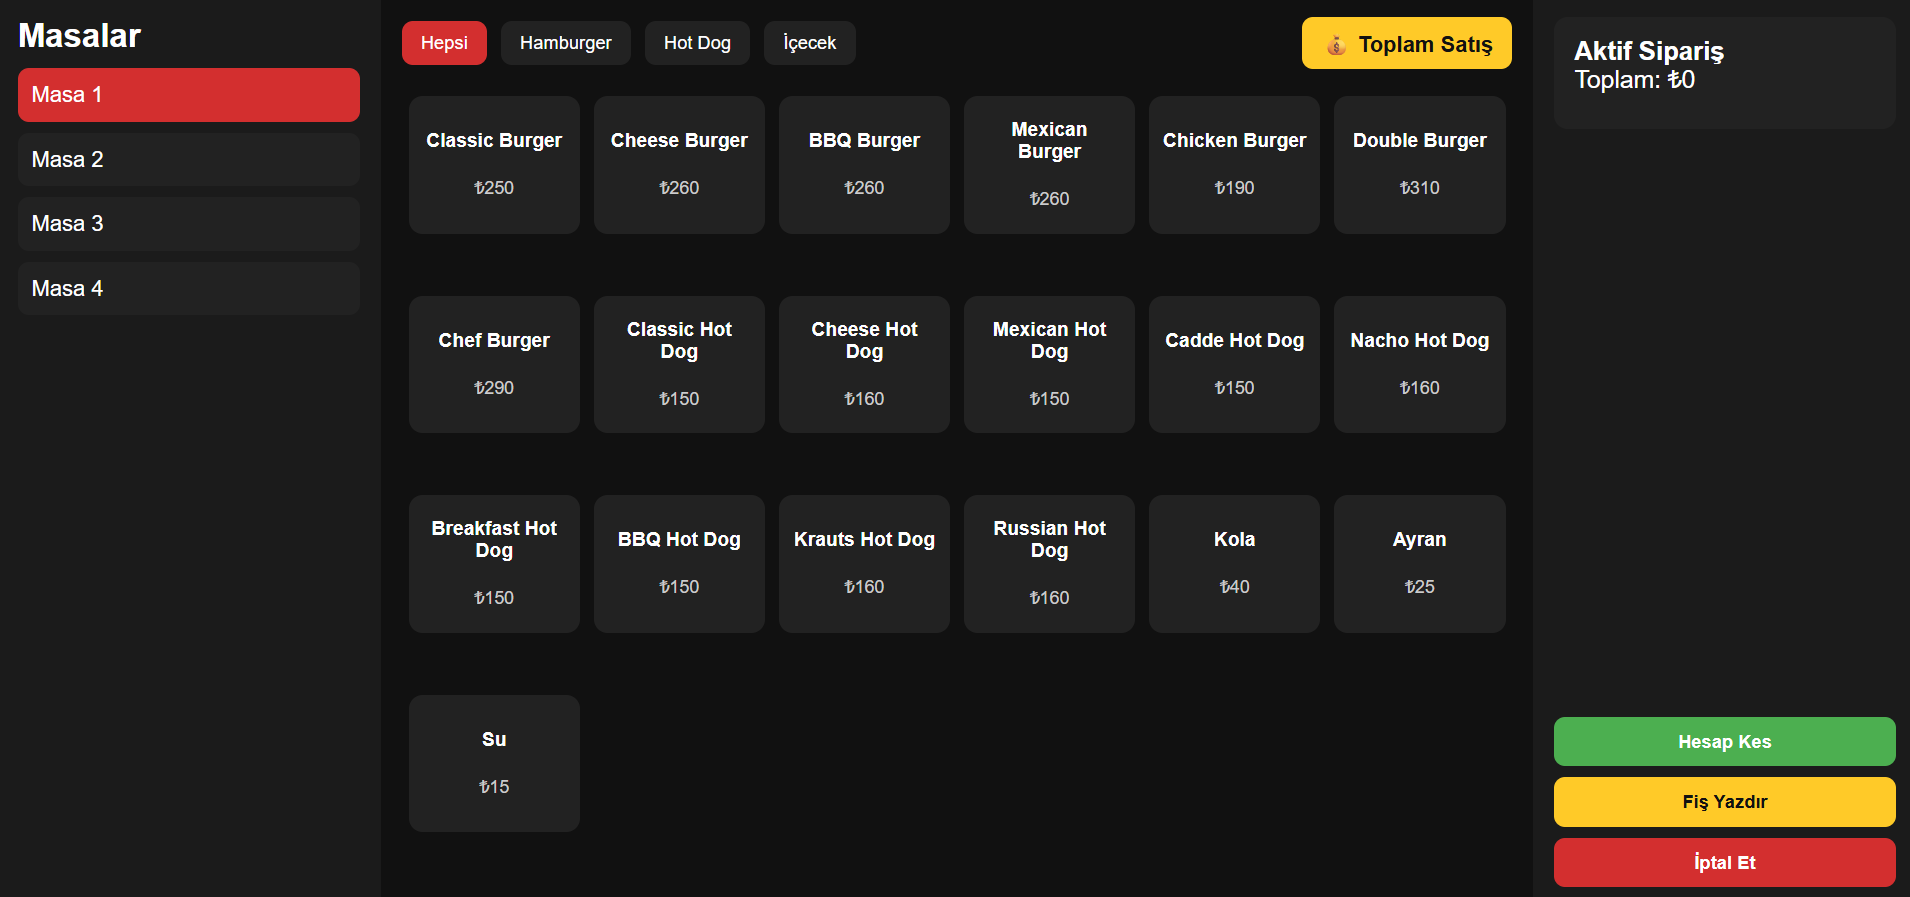 Masalar
Masa 1
Masa 2
Masa 3
Masa 4
Hepsi
Hamburger
Hot Dog
İçecek
Toplam Satış
Classic Burger
₺250
Cheese Burger
₺260
BBQ Burger
₺260
Mexican
Burger
₺260
Chicken Burger
₺190
Double Burger
₺310
Chef Burger
₺290
Classic Hot
Dog
₺150
Cheese Hot
Dog
₺160
Mexican Hot
Dog
₺150
Cadde Hot Dog
₺150
Nacho Hot Dog
₺160
Breakfast Hot
Dog
₺150
BBQ Hot Dog
₺150
Krauts Hot Dog
₺160
Russian Hot
Dog
₺160
Kola
₺40
Ayran
₺25
Su
₺15
Aktif Sipariş
Toplam: ₺0
Hesap Kes
Fiş Yazdır
İptal Et